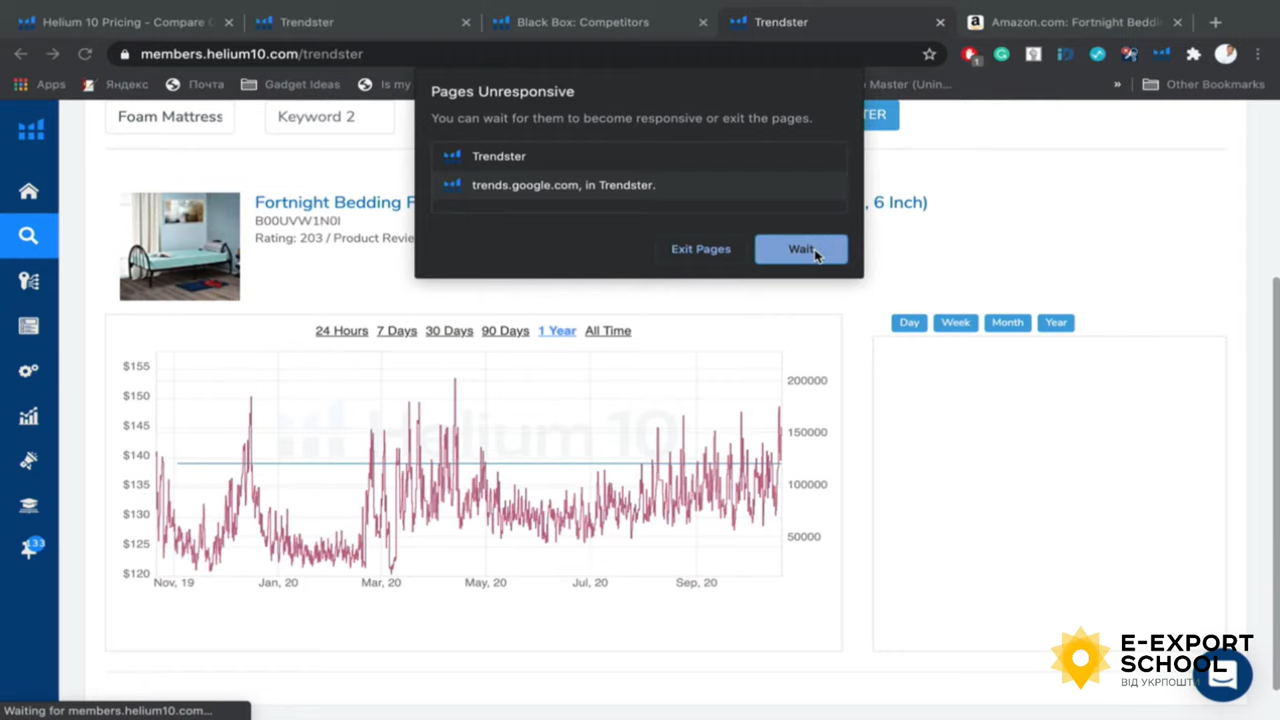 Helium 10 Pricing - Compare
Trendster
Black Box: Competitors
Trendster
Amazon.com: Fortnight Beddi
members.helium10.com/trendster
1
Apps
Яндекс
Почта
Gadget Ideas
Is my
Master (Unin...
»
Other Bookmarks
Pages Unresponsive
You can wait for them to become responsive or exit the pages.
Trendster
trends.google.com, in Trendster.
Exit Pages
Wait
Foam Mattress
Keyword 2
TER
Fortnight Bedding F
, 6 Inch)
B00UVW1N0I
Rating: 203 / Product Revie
24 Hours 7 Days 30 Days 90 Days 1 Year All Time
Day Week Month Year
$155
$150
$145
$140
$135
$130
$125
$120
200000
150000
100000
50000
Helium 10
Nov, 19 Jan, 20 Mar, 20 May, 20 Jul, 20 Sep, 20
133
E-EXPORT
SCHOOL
ВІД УКРПОШТИ
Waiting for members.helium10.com...